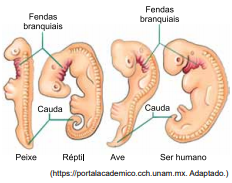 Fendas
branquiais
Fendas
branquiais
Cauda
Cauda
Peixe Réptil Ave Ser humano
(https://portalacademico.cch.unam.mx. Adaptado.)